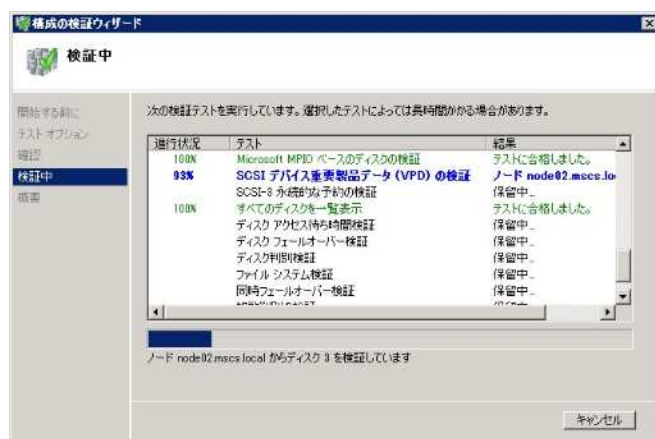 構成の検証ウィザード
検証中
開始する前に
テスト オプション
確認
検証中
概要
次の検証テストを実行しています。選択したテストによっては長時間かかる場合があります。
進行状況 テスト 結果
100% Microsoft MPIO ベースのディスクの検証 テストに合格しました。
93% SCSI デバイス重要製品データ (VPD) の検証 ノード node02.mscs.lo
SCSI-3 永続的な予約の検証 保留中...
100% すべてのディスクを一覧表示 テストに合格しました。
ディスク アクセス待ち時間検証 保留中...
ディスク フェールオーバー検証 保留中...
ディスク判別検証 保留中...
ファイル システム検証 保留中...
同時フェールオーバー検証 保留中...
ノード node02.mscs.local からディスク 3 を検証しています
キャンセル